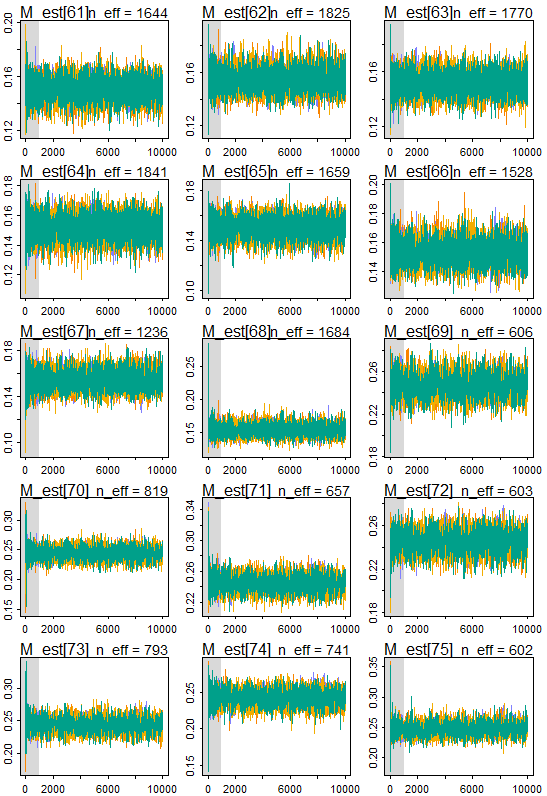 M_est[61] n_eff = 1644
M_est[62] n_eff = 1825
M_est[63] n_eff = 1770
0.12 0.16 0.20
0.12 0.16
0.12 0.16
0 2000 6000 10000
0 2000 6000 10000
0 2000 6000 10000
M_est[64] n_eff = 1841
M_est[65] n_eff = 1659
M_est[66] n_eff = 1528
0.12 0.14 0.16 0.18
0.10 0.14 0.18
0.14 0.16 0.18 0.20
0 2000 6000 10000
0 2000 6000 10000
0 2000 6000 10000
M_est[67] n_eff = 1236
M_est[68] n_eff = 1684
M_est[69] n_eff = 606
0.10 0.14 0.18
0.15 0.20 0.25
0.18 0.22 0.26
0 2000 6000 10000
0 2000 6000 10000
0 2000 6000 10000
M_est[70] n_eff = 819
M_est[71] n_eff = 657
M_est[72] n_eff = 603
0.15 0.20 0.25 0.30
0.22 0.26 0.30 0.34
0.18 0.22 0.26
0 2000 6000 10000
0 2000 6000 10000
0 2000 6000 10000
M_est[73] n_eff = 793
M_est[74] n_eff = 741
M_est[75] n_eff = 602
0.20 0.25 0.30
0.15 0.20 0.25
0.20 0.25 0.30 0.35
0 2000 6000 10000
0 2000 6000 10000
0 2000 6000 10000